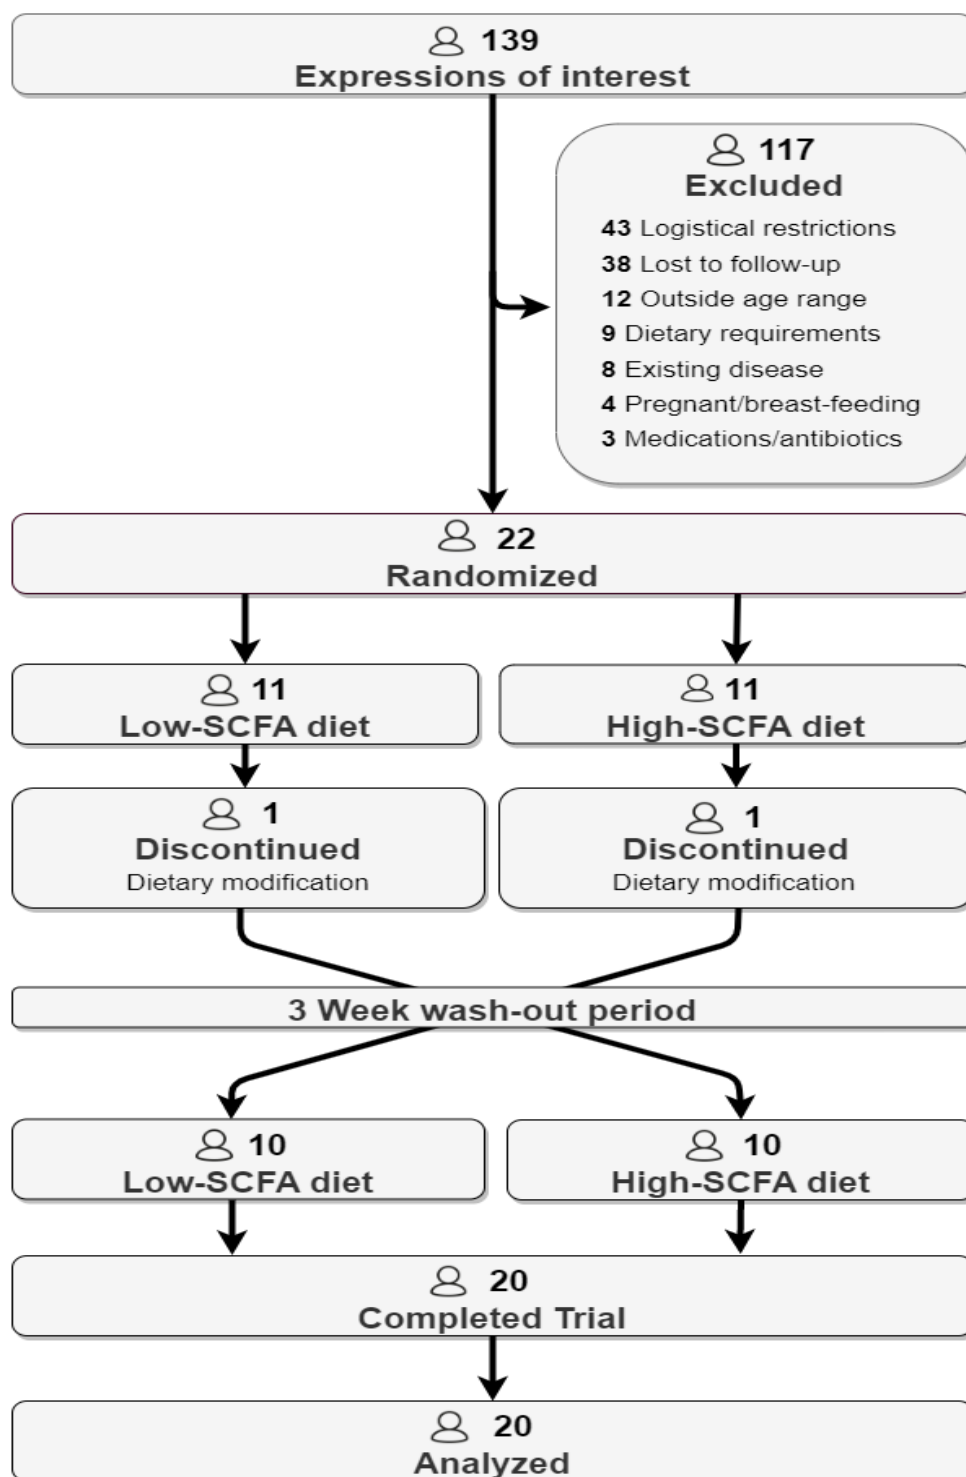 139
Expressions of interest
117
Excluded
43 Logistical restrictions
38 Lost to follow-up
12 Outside age range
9 Dietary requirements
8 Existing disease
4 Pregnant/breast-feeding
3 Medications/antibiotics
22
Randomized
11
Low-SCFA diet
11
High-SCFA diet
1
Discontinued
Dietary modification
1
Discontinued
Dietary modification
3 Week wash-out period
10
Low-SCFA diet
10
High-SCFA diet
20
Completed Trial
20
Analyzed